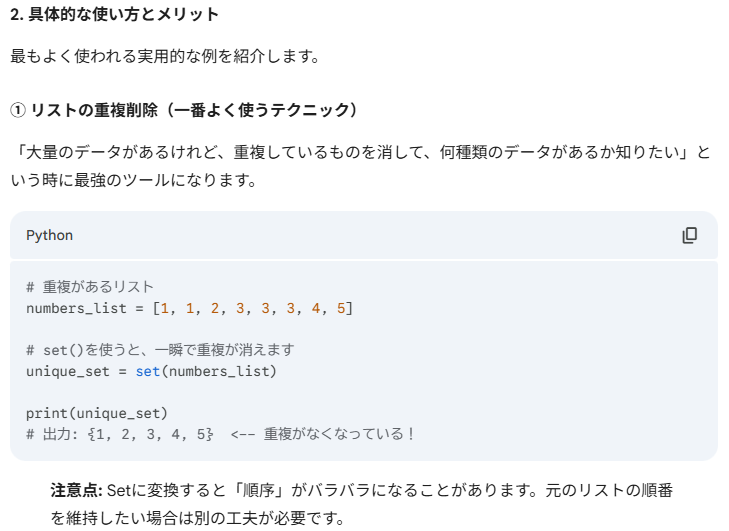 2. 具体的な使い方とメリット
最もよく使われる実用的な例を紹介します。
① リストの重複削除（一番よく使うテクニック）
「大量のデータがあるけれど、重複しているものを消して、何種類のデータがあるか知りたい」と
いう時に最強のツールになります。
Python
# 重複があるリスト
numbers_list = [1, 1, 2, 3, 3, 3, 4, 5]
# set()を使うと、一瞬で重複が消えます
unique_set = set(numbers_list)
print(unique_set)
# 出力: {1, 2, 3, 4, 5}  <-- 重複がなくなっている！
注意点: Setに変換すると「順序」がバラバラになることがあります。元のリストの順番
を維持したい場合は別の工夫が必要です。